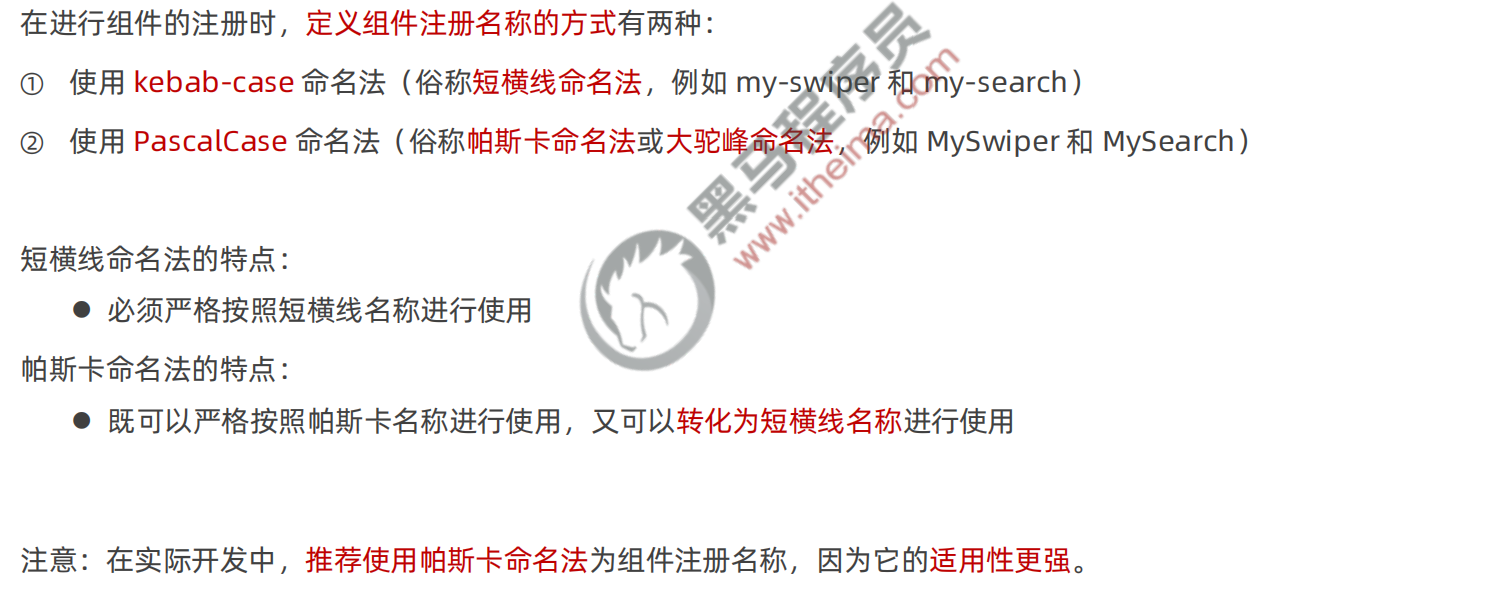 在进行组件的注册时，定义组件注册名称的方式有两种：
① 使用 kebab-case 命名法（俗称短横线命名法，例如 my-swiper 和 my-search）
② 使用 PascalCase 命名法（俗称帕斯卡命名法或大驼峰命名法，例如 MySwiper 和 MySearch）
短横线命名法的特点：
● 必须严格按照短横线名称进行使用
帕斯卡命名法的特点：
● 既可以严格按照帕斯卡名称进行使用，又可以转化为短横线名称进行使用
注意：在实际开发中，推荐使用帕斯卡命名法为组件注册名称，因为它的适用性更强。
黑马程序员
www.itheima.com